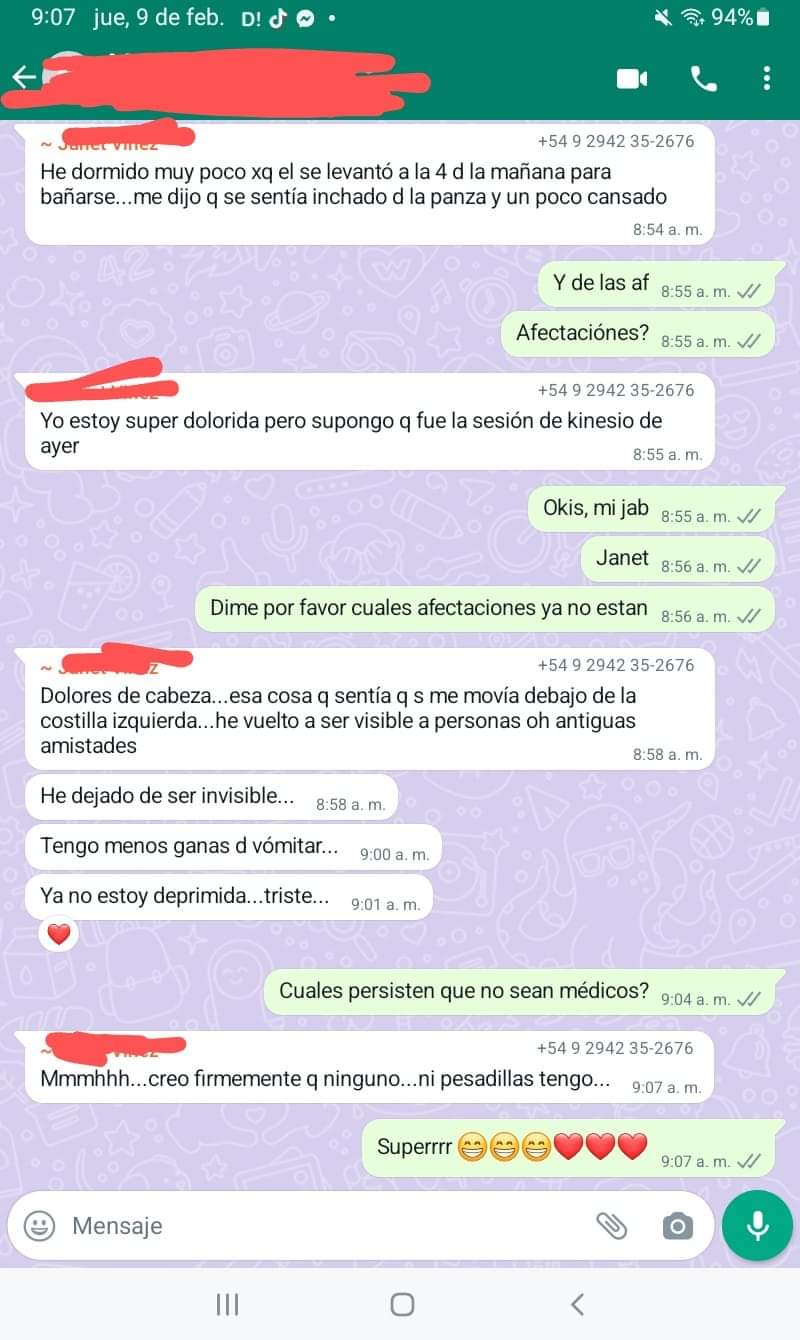 9:07 jue, 9 de feb. D!
94%
+54 9 2942 35-2676
He dormido muy poco xq el se levantó a la 4 d la mañana para
bañarse...me dijo q se sentía inchado d la panza y un poco cansado
8:54 a. m.
Y de las af 8:55 a. m.
Afectaciónes? 8:55 a. m.
+54 9 2942 35-2676
Yo estoy super dolorida pero supongo q fue la sesión de kinesio de
ayer
8:55 a. m.
Okis, mi jab 8:55 a. m.
Janet 8:56 a. m.
Dime por favor cuales afectaciones ya no estan 8:56 a. m.
+54 9 2942 35-2676
Dolores de cabeza...esa cosa q sentía q s me movía debajo de la
costilla izquierda...he vuelto a ser visible a personas oh antiguas
amistades
8:58 a. m.
He dejado de ser invisible... 8:58 a. m.
Tengo menos ganas d vómitar... 9:00 a. m.
Ya no estoy deprimida...triste... 9:01 a. m.
Cuales persisten que no sean médicos? 9:04 a. m.
+54 9 2942 35-2676
Mmmhhh...creo firmemente q ninguno...ni pesadillas tengo... 9:07 a. m.
Superrrr 😁😁😁❤️❤️❤️ 9:07 a. m.
Mensaje